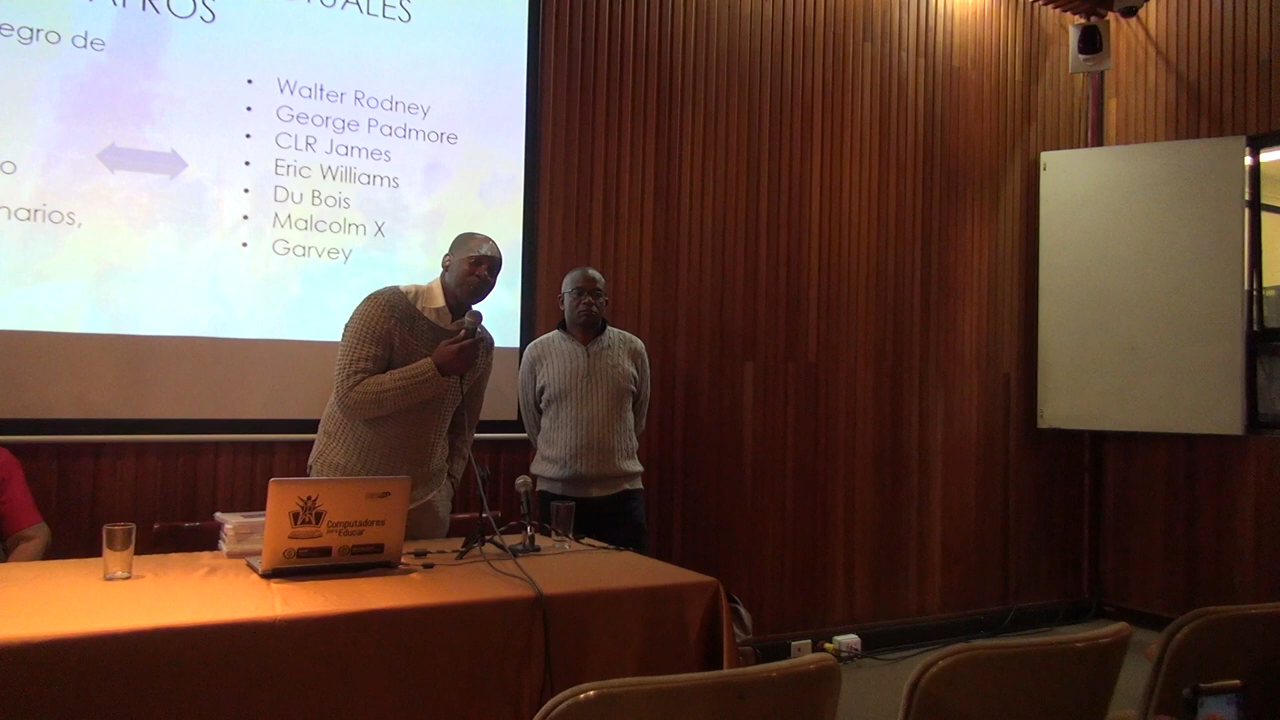 AFROS
egro de
o
narios,
• Walter Rodney
• George Padmore
• CLR James
• Eric Williams
• Du Bois
• Malcolm X
• Garvey
Computadores
para Educar